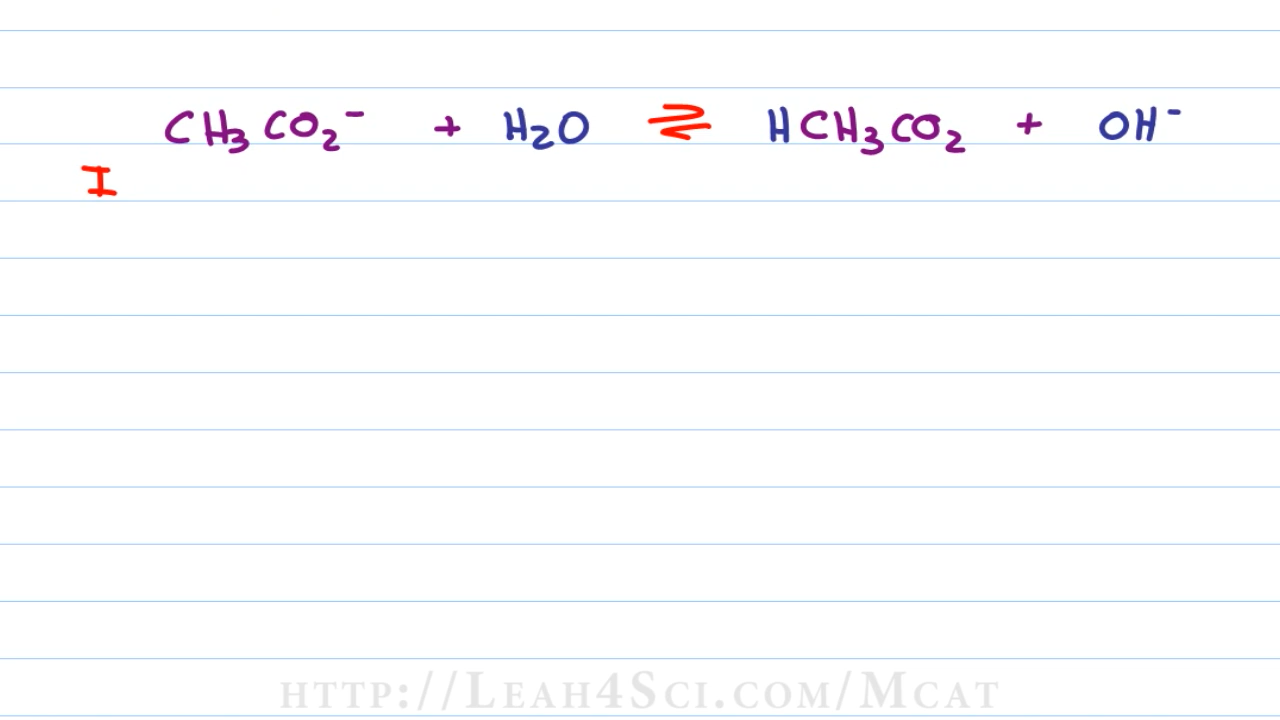 CH₃CO₂⁻ + H₂O ⇌ HCH₃CO₂ + OH⁻
I
http://Leah4Sci.com/Mcat